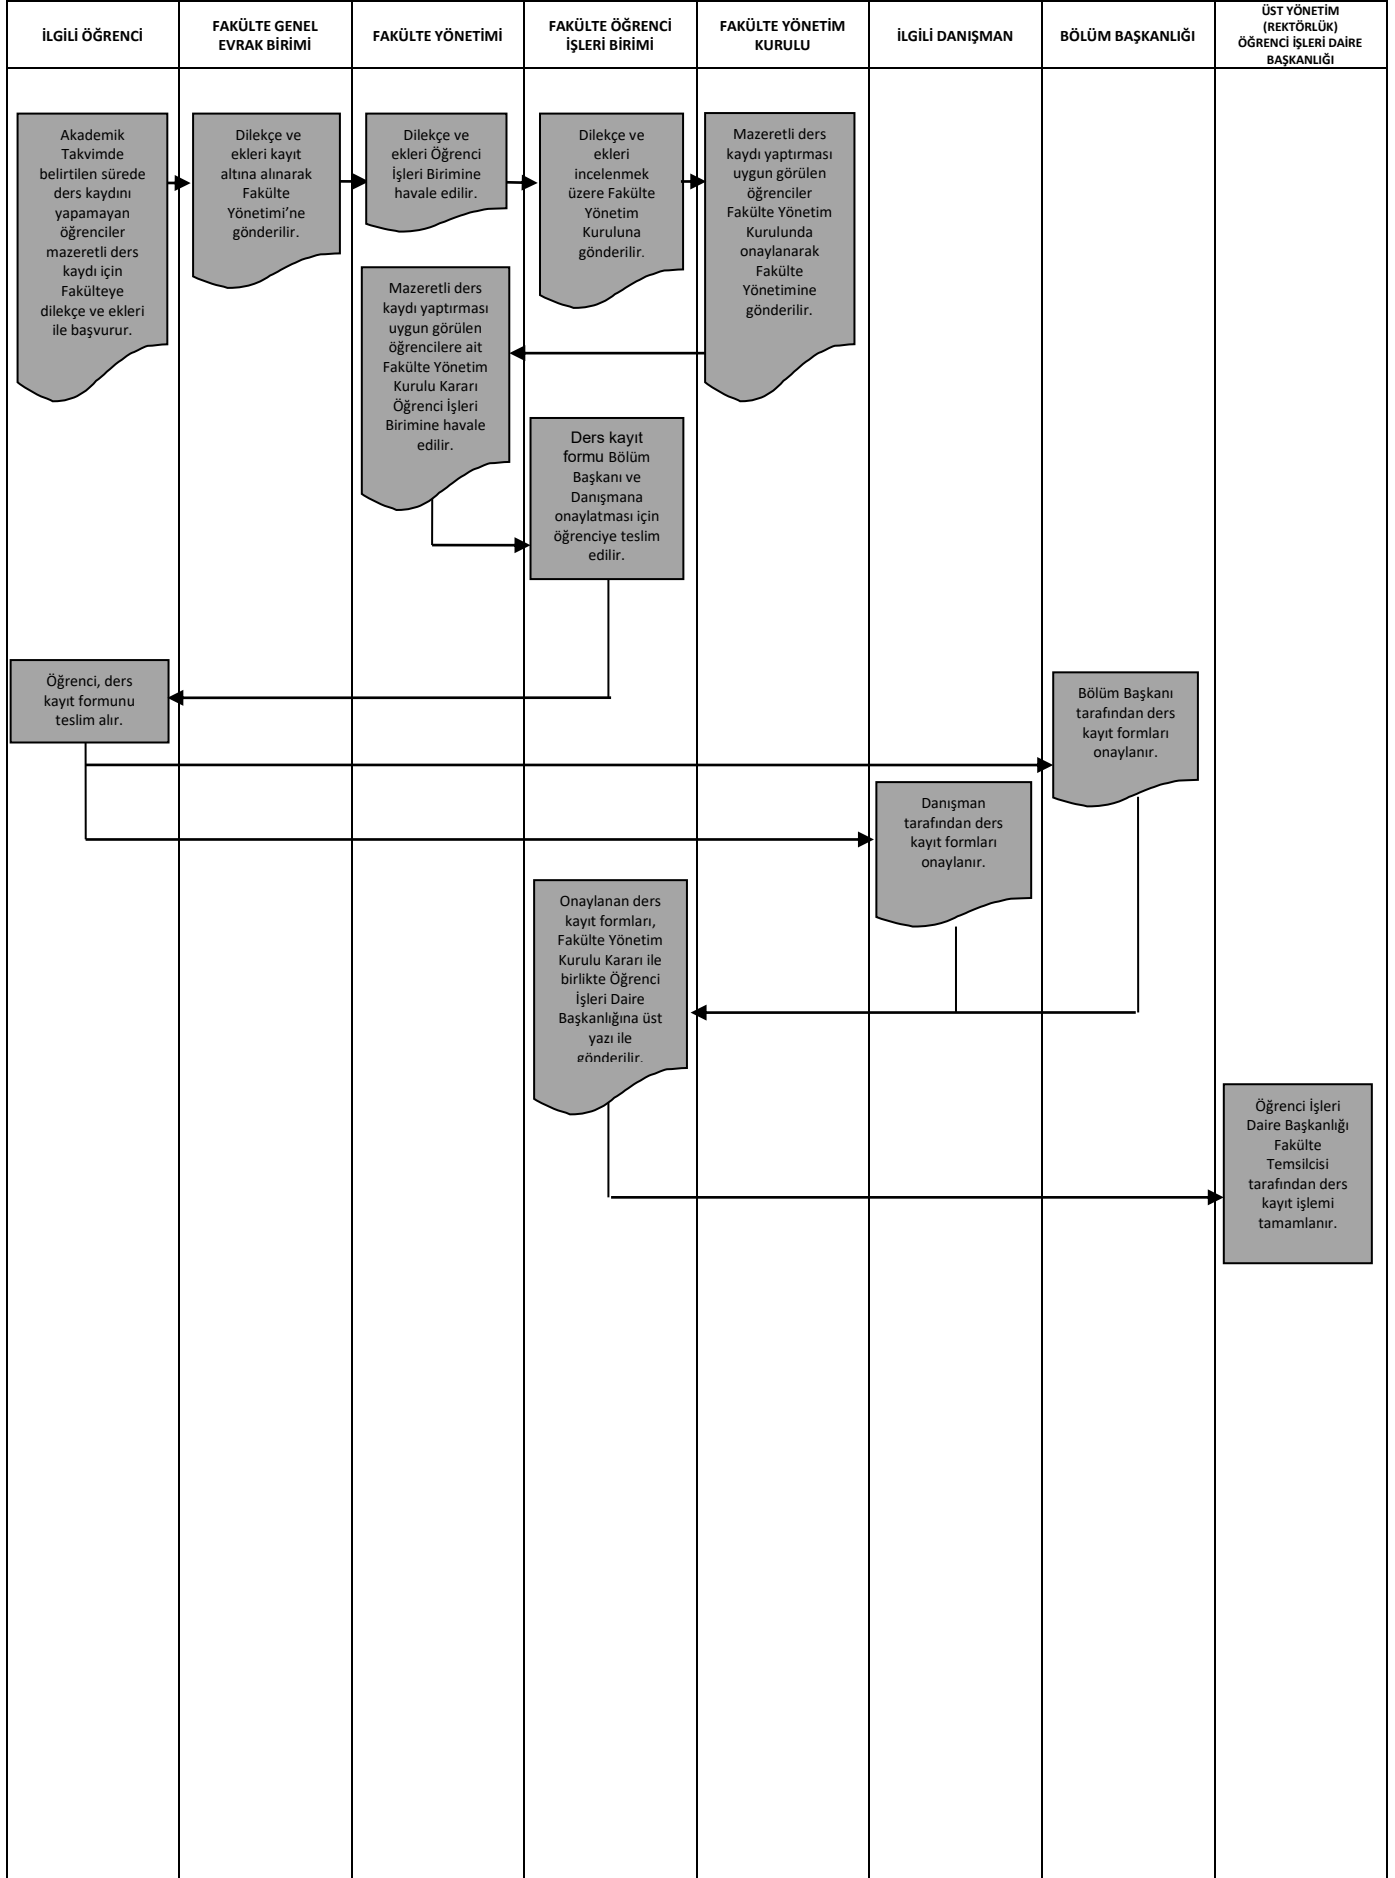 İLGİLİ ÖĞRENCİ
FAKÜLTE GENEL
EVRAK BİRİMİ
FAKÜLTE YÖNETİMİ
FAKÜLTE ÖĞRENCİ
İŞLERİ BİRİMİ
FAKÜLTE YÖNETİM
KURULU
İLGİLİ DANIŞMAN
BÖLÜM BAŞKANLIĞI
ÜST YÖNETİM
(REKTÖRLÜK)
ÖĞRENCİ İŞLERİ DAİRE
BAŞKANLIĞI
Akademik
Takvimde
belirtilen sürede
ders kaydını
yapamayan
öğrenciler
mazeretli ders
kaydı için
Fakülteye
dilekçe ve ekleri
ile başvurur.
Dilekçe ve
ekleri kayıt
altına alınarak
Fakülte
Yönetimi’ne
gönderilir.
Dilekçe ve
ekleri Öğrenci
İşleri Birimine
havale edilir.
Dilekçe ve
ekleri
incelenmek
üzere Fakülte
Yönetim
Kuruluna
gönderilir.
Mazeretli ders
kaydı yaptırması
uygun görülen
öğrenciler
Fakülte Yönetim
Kurulunda
onaylanarak
Fakülte
Yönetimine
gönderilir.
Mazeretli ders
kaydı yaptırması
uygun görülen
öğrencilere ait
Fakülte Yönetim
Kurulu Kararı
Öğrenci İşleri
Birimine havale
edilir.
Ders kayıt
formu Bölüm
Başkanı ve
Danışmana
onaylatması için
öğrenciye teslim
edilir.
Öğrenci, ders
kayıt formunu
teslim alır.
Bölüm Başkanı
tarafından ders
kayıt formları
onaylanır.
Danışman
tarafından ders
kayıt formları
onaylanır.
Onaylanan ders
kayıt formları,
Fakülte Yönetim
Kurulu Kararı ile
birlikte Öğrenci
İşleri Daire
Başkanlığına üst
yazı ile
gönderilir.
Öğrenci İşleri
Daire Başkanlığı
Fakülte
Temsilcisi
tarafından ders
kayıt işlemi
tamamlanır.